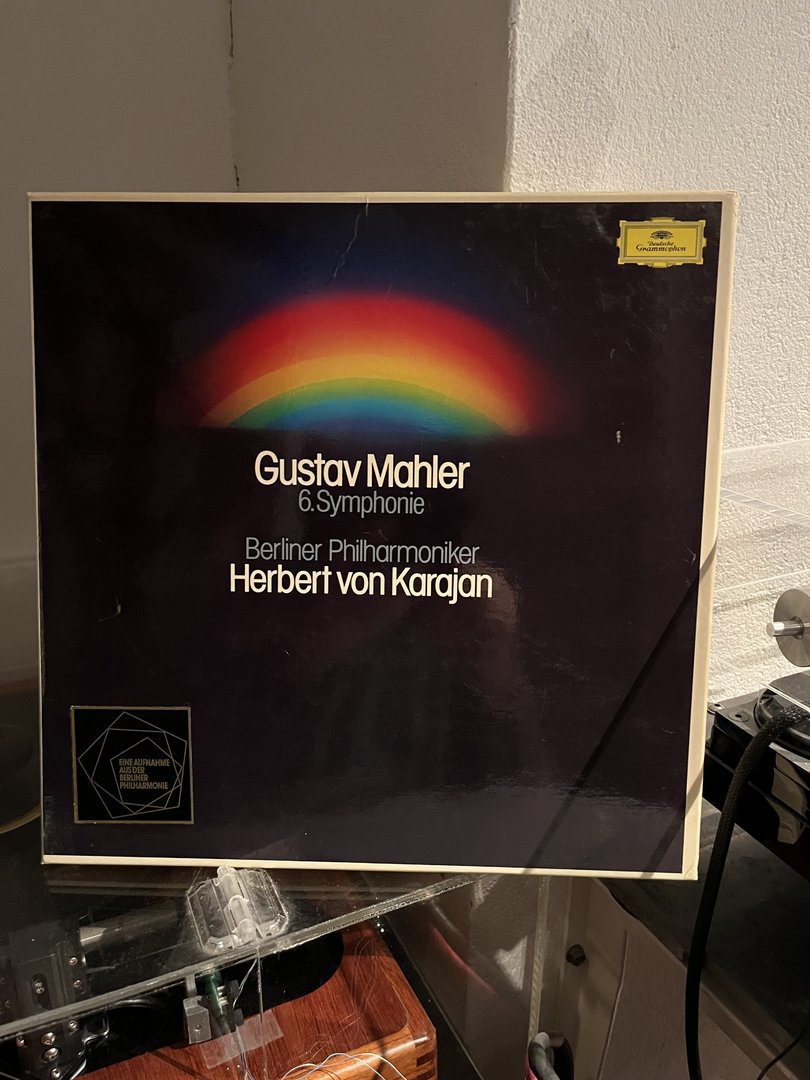 Deutsche
Grammophon
Gustav Mahler
6. Symphonie
Berliner Philharmoniker
Herbert von Karajan
EINE AUFNAHME
AUS DER
BERLINER
PHILHARMONIE